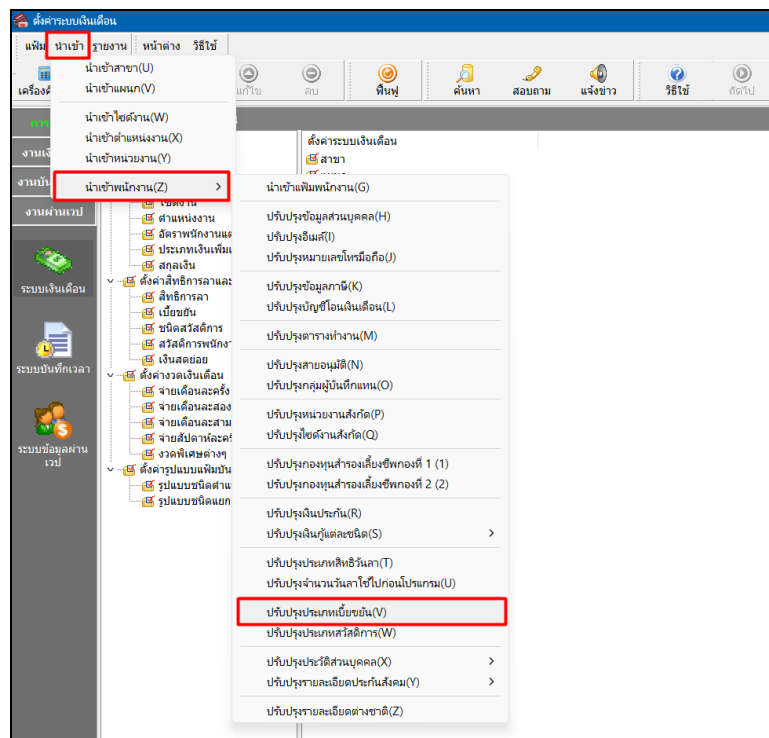 ตั้งค่าระบบเงินเดือน
แฟ้ม นำเข้า รายงาน หน้าต่าง วิธีใช้
แก้ไข ลบ ฟื้นฟู ค้นหา สอบถาม แจ้งข่าว วิธีใช้ ถัดไป
นำเข้าสาขา(U)
นำเข้าแผนก(V)
นำเข้าไซต์งาน(W)
นำเข้าตำแหน่งงาน(X)
นำเข้าหน่วยงาน(Y)
นำเข้าพนักงาน(Z)
งานผ่านเวป
ระบบเงินเดือน
ระบบบันทึกเวลา
ระบบข้อมูลผ่าน
เวป
ไซต์งาน
ตำแหน่งงาน
อัตราพนักงานแต
ประเภทเงินเพิ่มเ
สกุลเงิน
ตั้งค่าสิทธิการลาและ
สิทธิการลา
เบี้ยขยัน
ชนิดสวัสดิการ
สวัสดิการพนักงา
เงินสดย่อย
ตั้งค่างวดเงินเดือน
จ่ายเดือนละครั้ง
จ่ายเดือนละสอง
จ่ายเดือนละสาม
จ่ายสัปดาห์ละคร
งวดพิเศษต่างๆ
ตั้งค่ารูปแบบแฟ้มบัน
รูปแบบชนิดตำแ
รูปแบบชนิดแยก
ตั้งค่าระบบเงินเดือน
สาขา
นำเข้าแฟ้มพนักงาน(G)
ปรับปรุงข้อมูลส่วนบุคคล(H)
ปรับปรุงอีเมล์(I)
ปรับปรุงหมายเลขโทรมือถือ(J)
ปรับปรุงข้อมูลภาษี(K)
ปรับปรุงบัญชีโอนเงินเดือน(L)
ปรับปรุงตารางทำงาน(M)
ปรับปรุงสายอนุมัติ(N)
ปรับปรุงกลุ่มผู้บันทึกแทน(O)
ปรับปรุงหน่วยงานสังกัด(P)
ปรับปรุงไซต์งานสังกัด(Q)
ปรับปรุงกองทุนสำรองเลี้ยงชีพกองที่ 1 (1)
ปรับปรุงกองทุนสำรองเลี้ยงชีพกองที่ 2 (2)
ปรับปรุงเงินประกัน(R)
ปรับปรุงเงินกู้แต่ละชนิด(S)
ปรับปรุงประเภทสิทธิวันลา(T)
ปรับปรุงจำนวนวันลาใช้ไปก่อนโปรแกรม(U)
ปรับปรุงประเภทเบี้ยขยัน(V)
ปรับปรุงประเภทสวัสดิการ(W)
ปรับปรุงประวัติส่วนบุคคล(X)
ปรับปรุงรายละเอียดประกันสังคม(Y)
ปรับปรุงรายละเอียดต่างชาติ(Z)